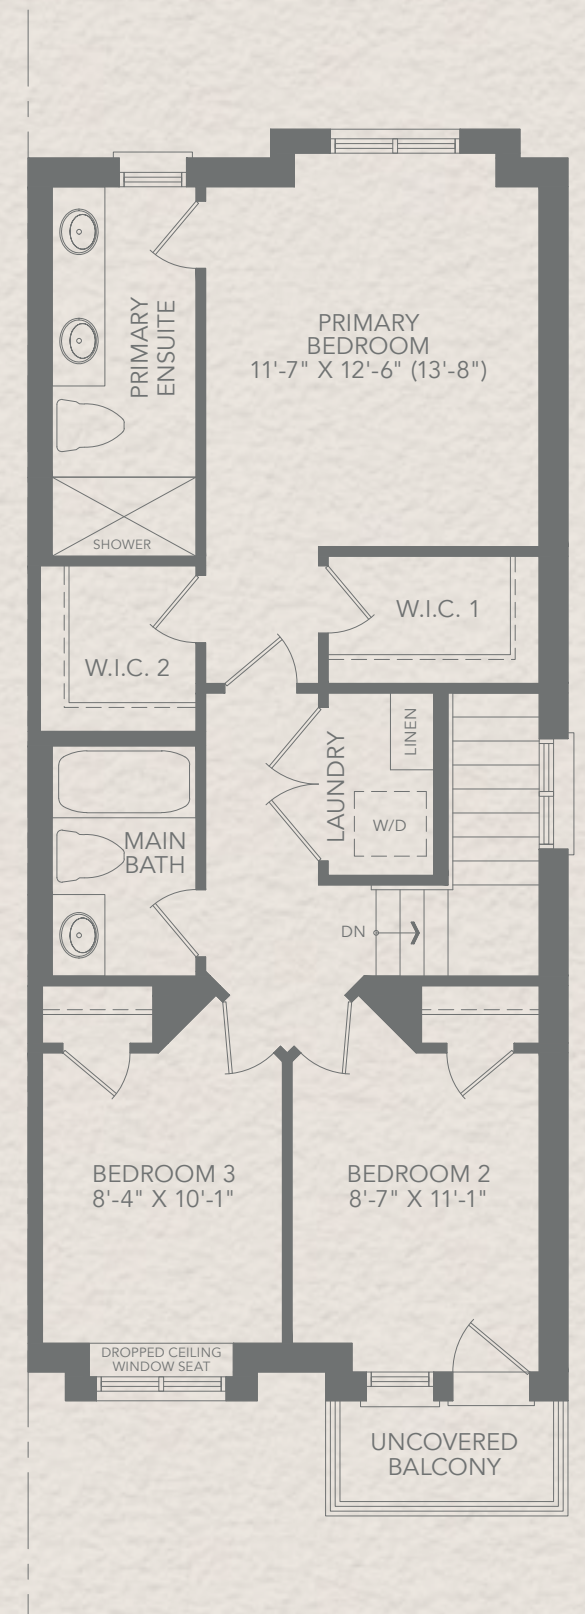 PRIMARY
ENSUITE
PRIMARY
BEDROOM
11'-7" X 12'-6" (13'-8")
SHOWER
W.I.C. 1
W.I.C. 2
LINEN
LAUNDRY
W/D
MAIN
BATH
DN
BEDROOM 3
8'-4" X 10'-1"
BEDROOM 2
8'-7" X 11'-1"
DROPPED CEILING
WINDOW SEAT
UNCOVERED
BALCONY